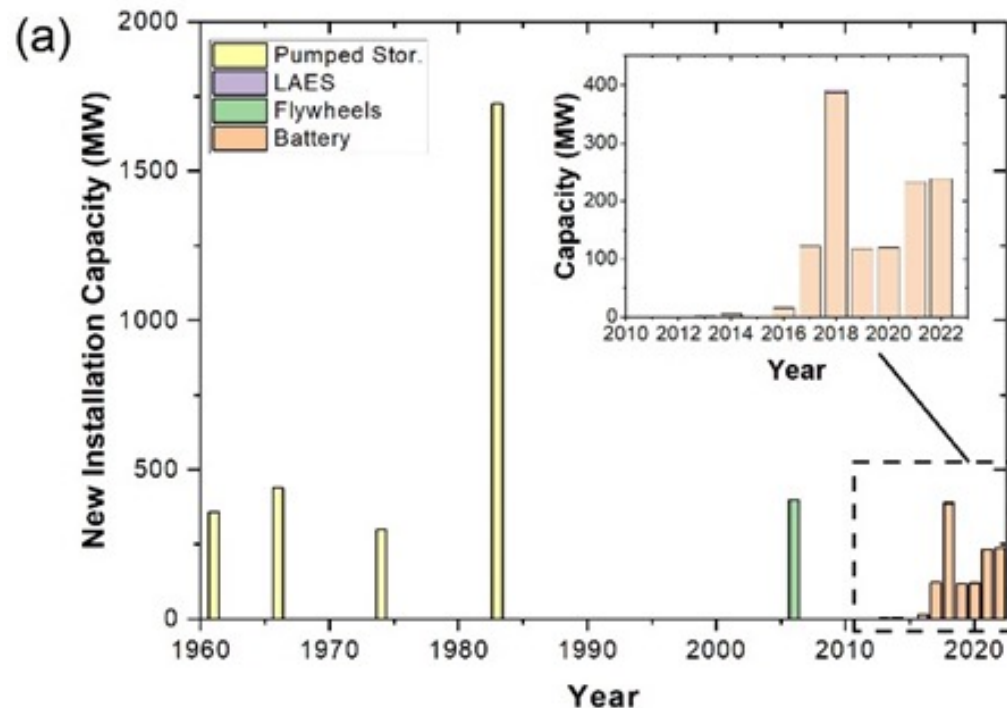 (a)
2000
1500
1000
500
0
New Installation Capacity (MW)
Pumped Stor.
LAES
Flywheels
Battery
400
300
200
100
0
Capacity (MW)
2010 2012 2014 2016 2018 2020 2022
Year
1960 1970 1980 1990 2000 2010 2020
Year